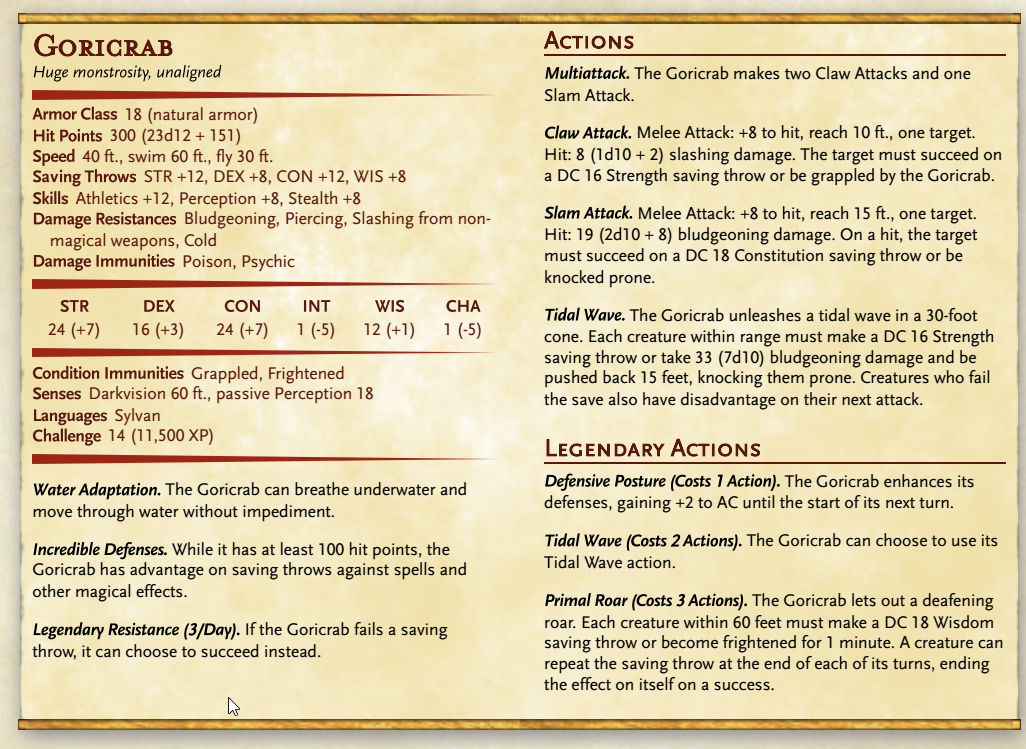 Goricrab
Huge monstrosity, unaligned
Armor Class 18 (natural armor)
Hit Points 300 (23d12 + 151)
Speed 40 ft., swim 60 ft., fly 30 ft.
Saving Throws STR +12, DEX +8, CON +12, WIS +8
Skills Athletics +12, Perception +8, Stealth +8
Damage Resistances Bludgeoning, Piercing, Slashing from non-
magical weapons, Cold
Damage Immunities Poison, Psychic
STR DEX CON INT WIS CHA
24 (+7) 16 (+3) 24 (+7) 1 (-5) 12 (+1) 1 (-5)
Condition Immunities Grappled, Frightened
Senses Darkvision 60 ft., passive Perception 18
Languages Sylvan
Challenge 14 (11,500 XP)
Water Adaptation. The Goricrab can breathe underwater and
move through water without impediment.
Incredible Defenses. While it has at least 100 hit points, the
Goricrab has advantage on saving throws against spells and
other magical effects.
Legendary Resistance (3/Day). If the Goricrab fails a saving
throw, it can choose to succeed instead.
Actions
Multiattack. The Goricrab makes two Claw Attacks and one
Slam Attack.
Claw Attack. Melee Attack: +8 to hit, reach 10 ft., one target.
Hit: 8 (1d10 + 2) slashing damage. The target must succeed on
a DC 16 Strength saving throw or be grappled by the Goricrab.
Slam Attack. Melee Attack: +8 to hit, reach 15 ft., one target.
Hit: 19 (2d10 + 8) bludgeoning damage. On a hit, the target
must succeed on a DC 18 Constitution saving throw or be
knocked prone.
Tidal Wave. The Goricrab unleashes a tidal wave in a 30-foot
cone. Each creature within range must make a DC 16 Strength
saving throw or take 33 (7d10) bludgeoning damage and be
pushed back 15 feet, knocking them prone. Creatures who fail
the save also have disadvantage on their next attack.
Legendary Actions
Defensive Posture (Costs 1 Action). The Goricrab enhances its
defenses, gaining +2 to AC until the start of its next turn.
Tidal Wave (Costs 2 Actions). The Goricrab can choose to use its
Tidal Wave action.
Primal Roar (Costs 3 Actions). The Goricrab lets out a deafening
roar. Each creature within 60 feet must make a DC 18 Wisdom
saving throw or become frightened for 1 minute. A creature can
repeat the saving throw at the end of each of its turns, ending
the effect on itself on a success.